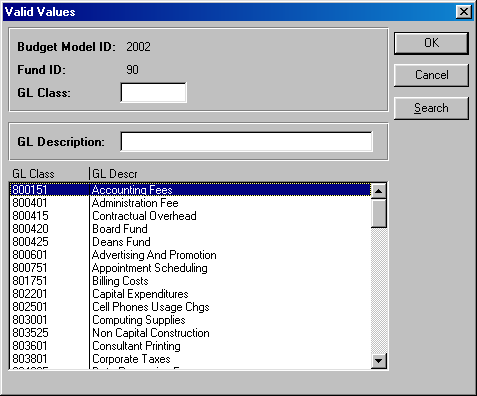 Valid Values
Budget Model ID: 2002
OK
Fund ID: 90
Cancel
GL Class:
Search
GL Description:
GL Class GL Descr
800151 Accounting Fees
800401 Administration Fee
800415 Contractual Overhead
800420 Board Fund
800425 Deans Fund
800601 Advertising And Promotion
800751 Appointment Scheduling
801751 Billing Costs
802201 Capital Expenditures
802501 Cell Phones Usage Chgs
803001 Computing Supplies
803525 Non Capital Construction
803601 Consultant Printing
803801 Corporate Taxes